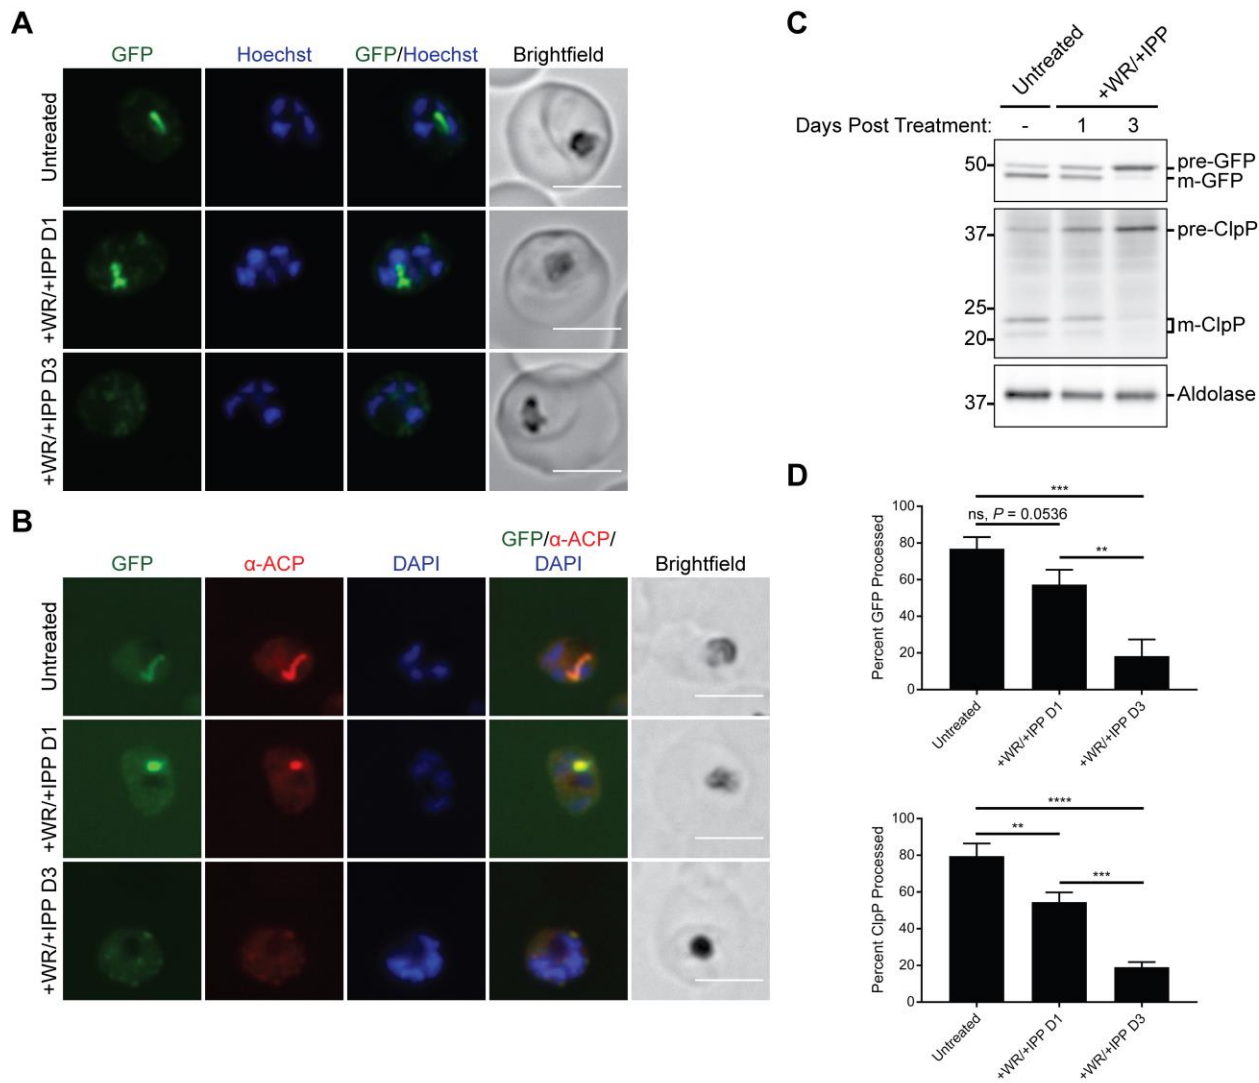 A
GFP
Hoechst
GFP/Hoechst
Brightfield
Untreated
+WR/+IPP D1
+WR/+IPP D3
B
GFP
α-ACP
DAPI
GFP/α-ACP/
DAPI
Brightfield
Untreated
+WR/+IPP D1
+WR/+IPP D3
C
Untreated
+WR/+IPP
Days Post Treatment: - 1 3
50
pre-GFP
m-GFP
37
pre-ClpP
25
20
m-ClpP
37
Aldolase
D
Percent GFP Processed
100
80
60
40
20
0
***
ns, P = 0.0536
**
Untreated
+WR/+IPP D1
+WR/+IPP D3
Percent ClpP Processed
100
80
60
40
20
0
****
**
***
Untreated
+WR/+IPP D1
+WR/+IPP D3